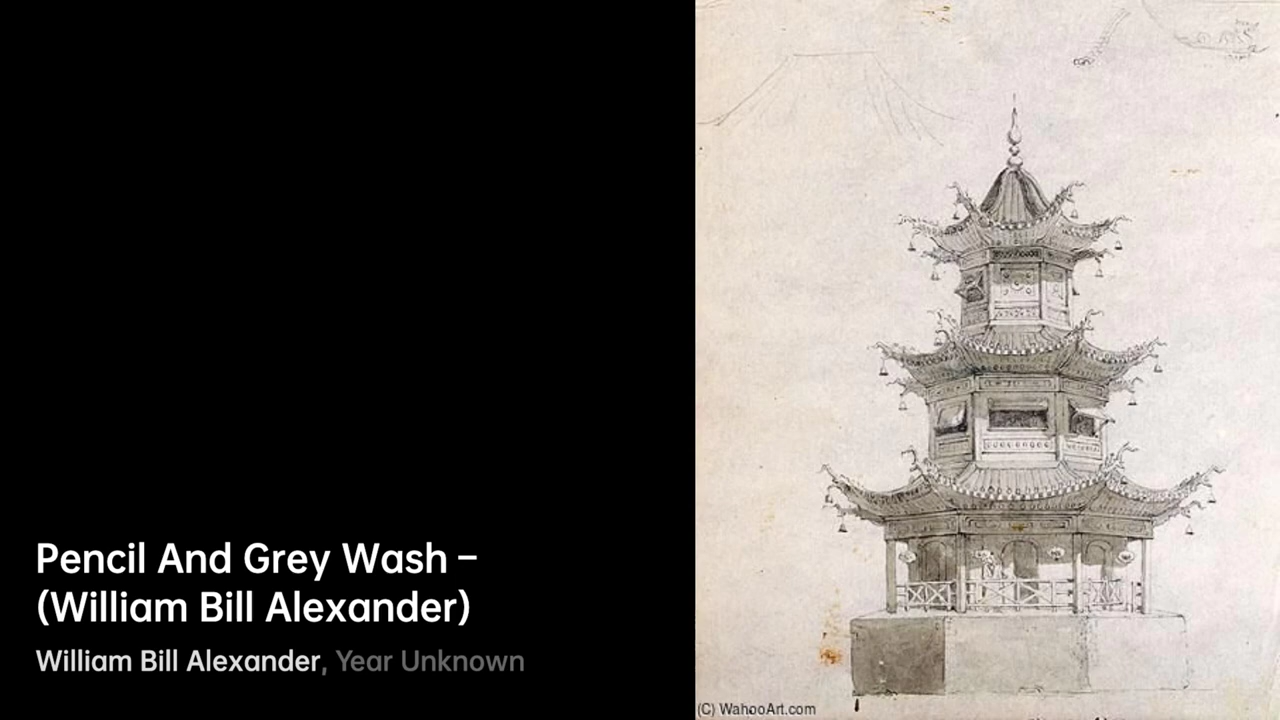 Pencil And Grey Wash –
(William Bill Alexander)
William Bill Alexander, Year Unknown
(C) WahooArt.com